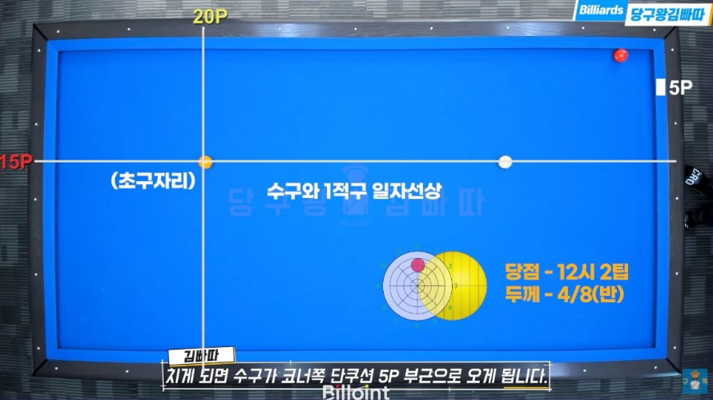 20P
Billiards 당구왕김빠따
5P
15P
(초구자리)
수구와 1적구 일자선상
당구왕 김빠따
당점 - 12시 2팁
두께 - 4/8(반)
김빠따
치게 되면 수구가 코너쪽 단쿠션 5P 부근으로 오게 됩니다.
Billoint